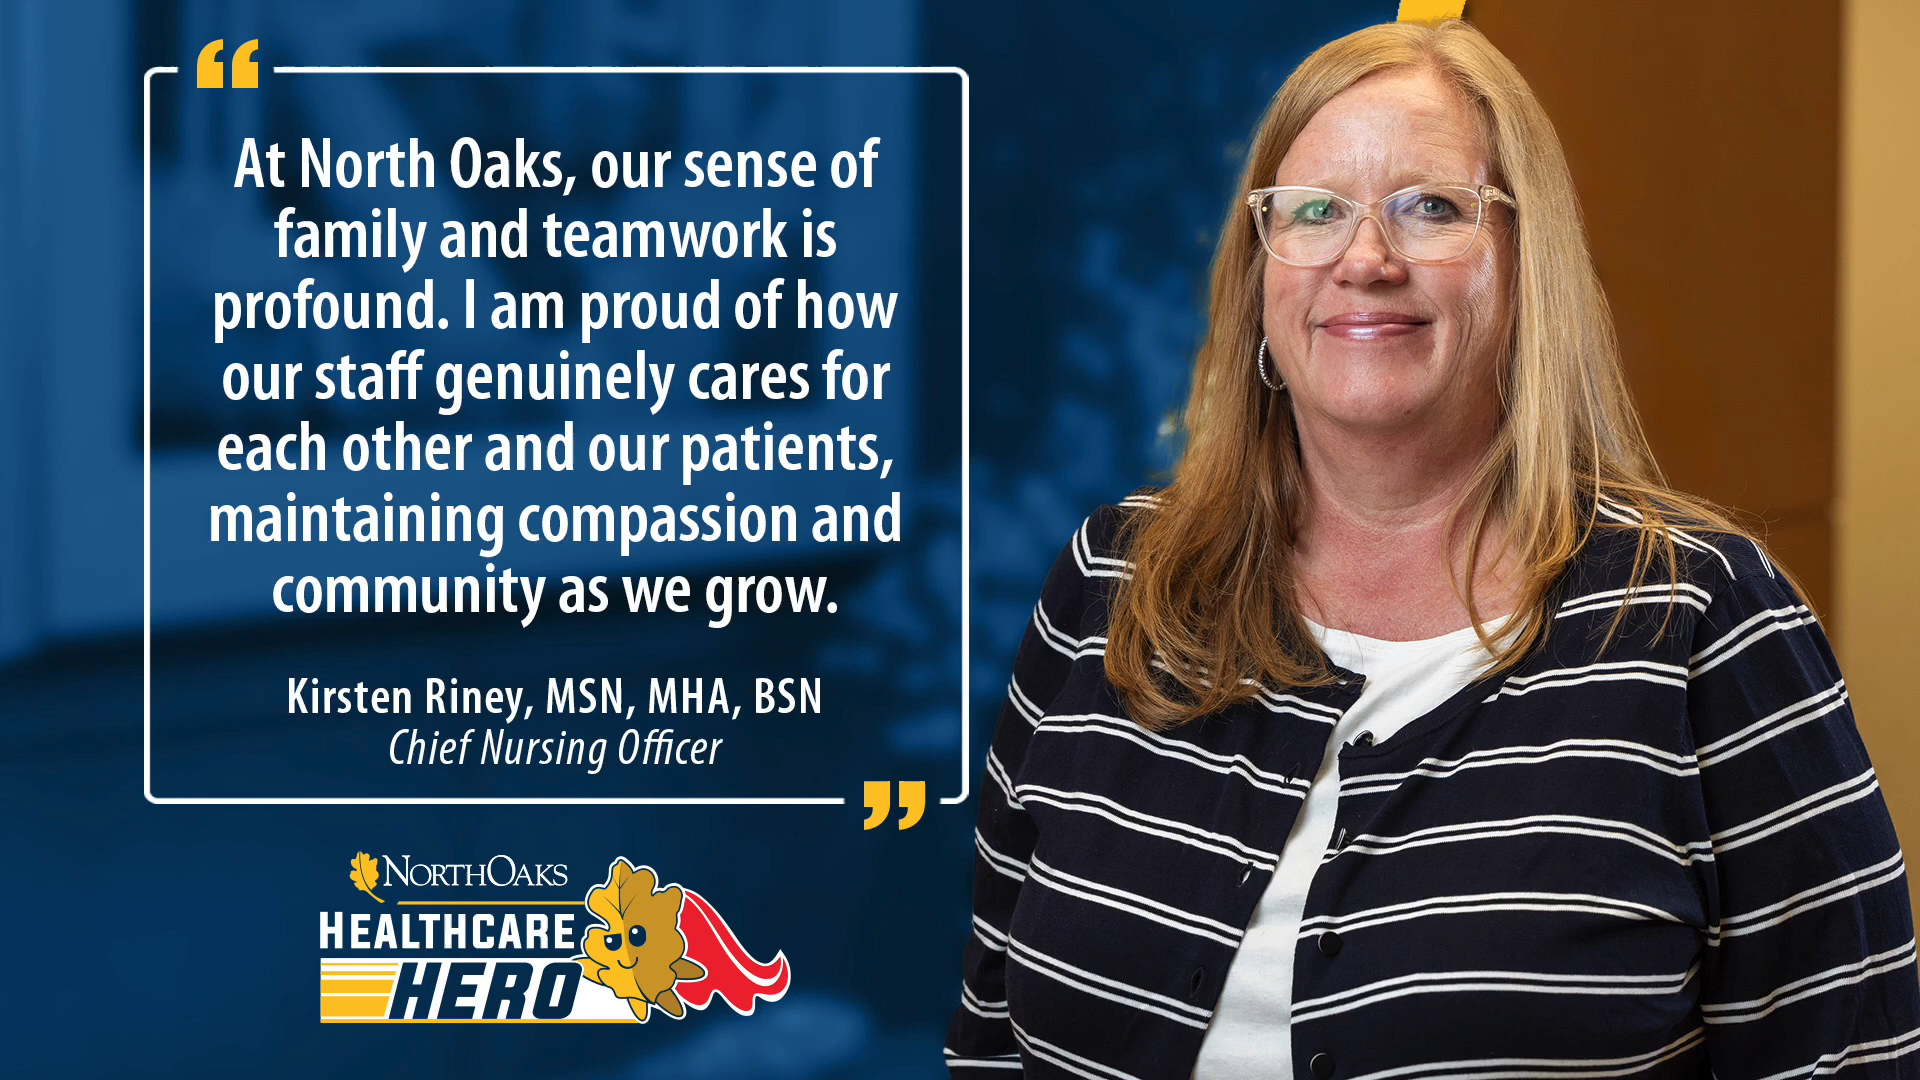 “
At North Oaks, our sense of
family and teamwork is
profound. I am proud of how
our staff genuinely cares for
each other and our patients,
maintaining compassion and
community as we grow.
Kirsten Riney, MSN, MHA, BSN
Chief Nursing Officer
”
NORTH OAKS
HEALTHCARE
HERO